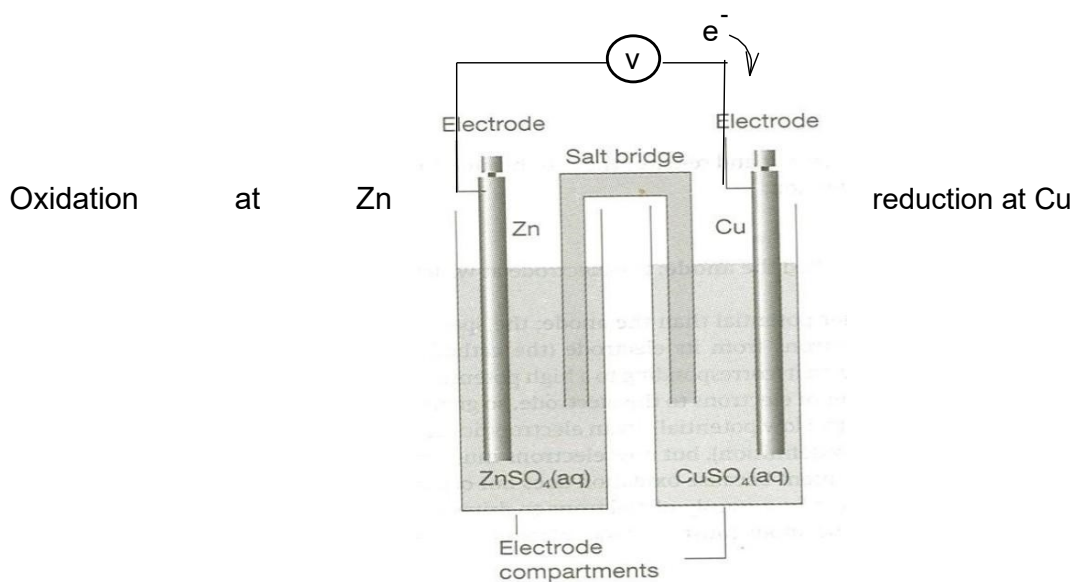 e-
V
Electrode
Electrode
Salt bridge
Oxidation at Zn
reduction at Cu
Zn
Cu
ZnSO₄(aq)
CuSO₄(aq)
Electrode
compartments